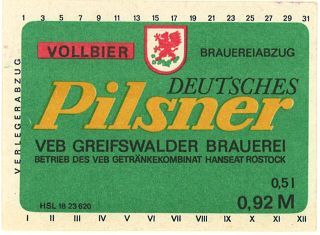 1 3 5 7 9 11 13 15 17 19 21 23 25 27 29 31
VOLLBIER
BRAUEREIABZUG
VERLEGERABZUG
DEUTSCHES
Pilsner
VEB GREIFSWALDER BRAUEREI
BETRIEB DES VEB GETRÄNKEKOMBINAT HANSEAT ROSTOCK
0,5 l
HSL 18 23 620
0,92 M
I II III IV V VI VII VIII IX X XI XII